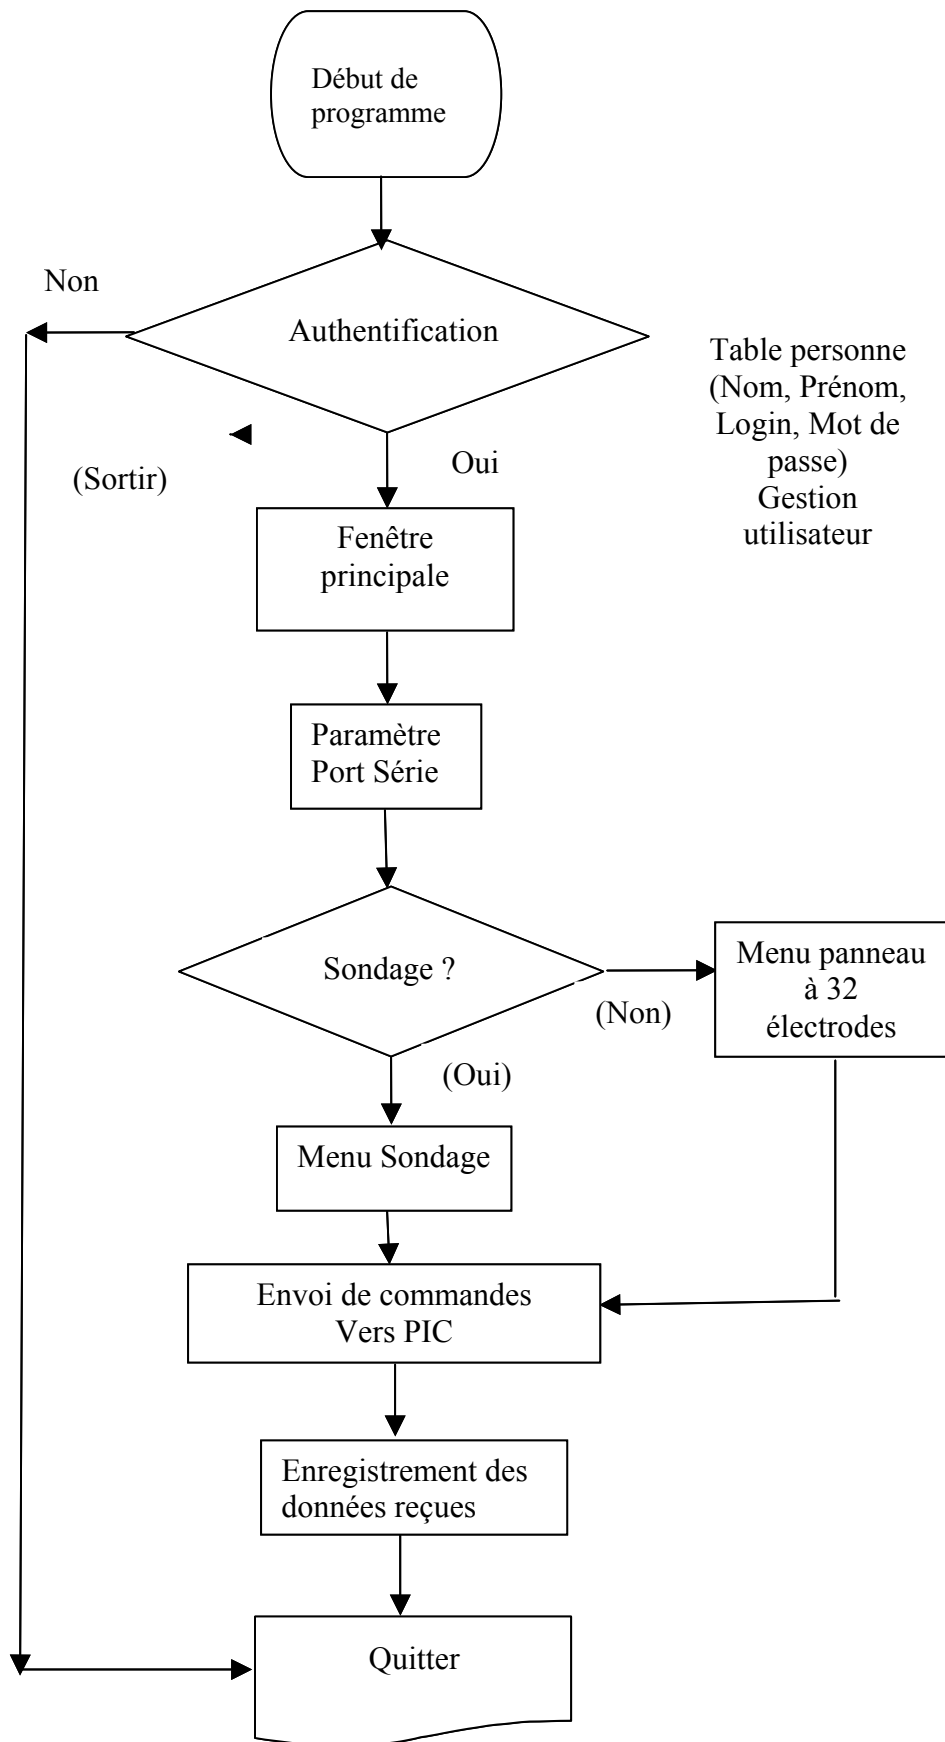 Début de
programme
Non
Authentification
Table personne
(Nom, Prénom,
Login, Mot de
passe)
Gestion
utilisateur
Oui
(Sortir)
Fenêtre
principale
Paramètre
Port Série
Sondage ?
(Non)
Menu panneau
à 32
électrodes
(Oui)
Menu Sondage
Envoi de commandes
Vers PIC
Enregistrement des
données reçues
Quitter